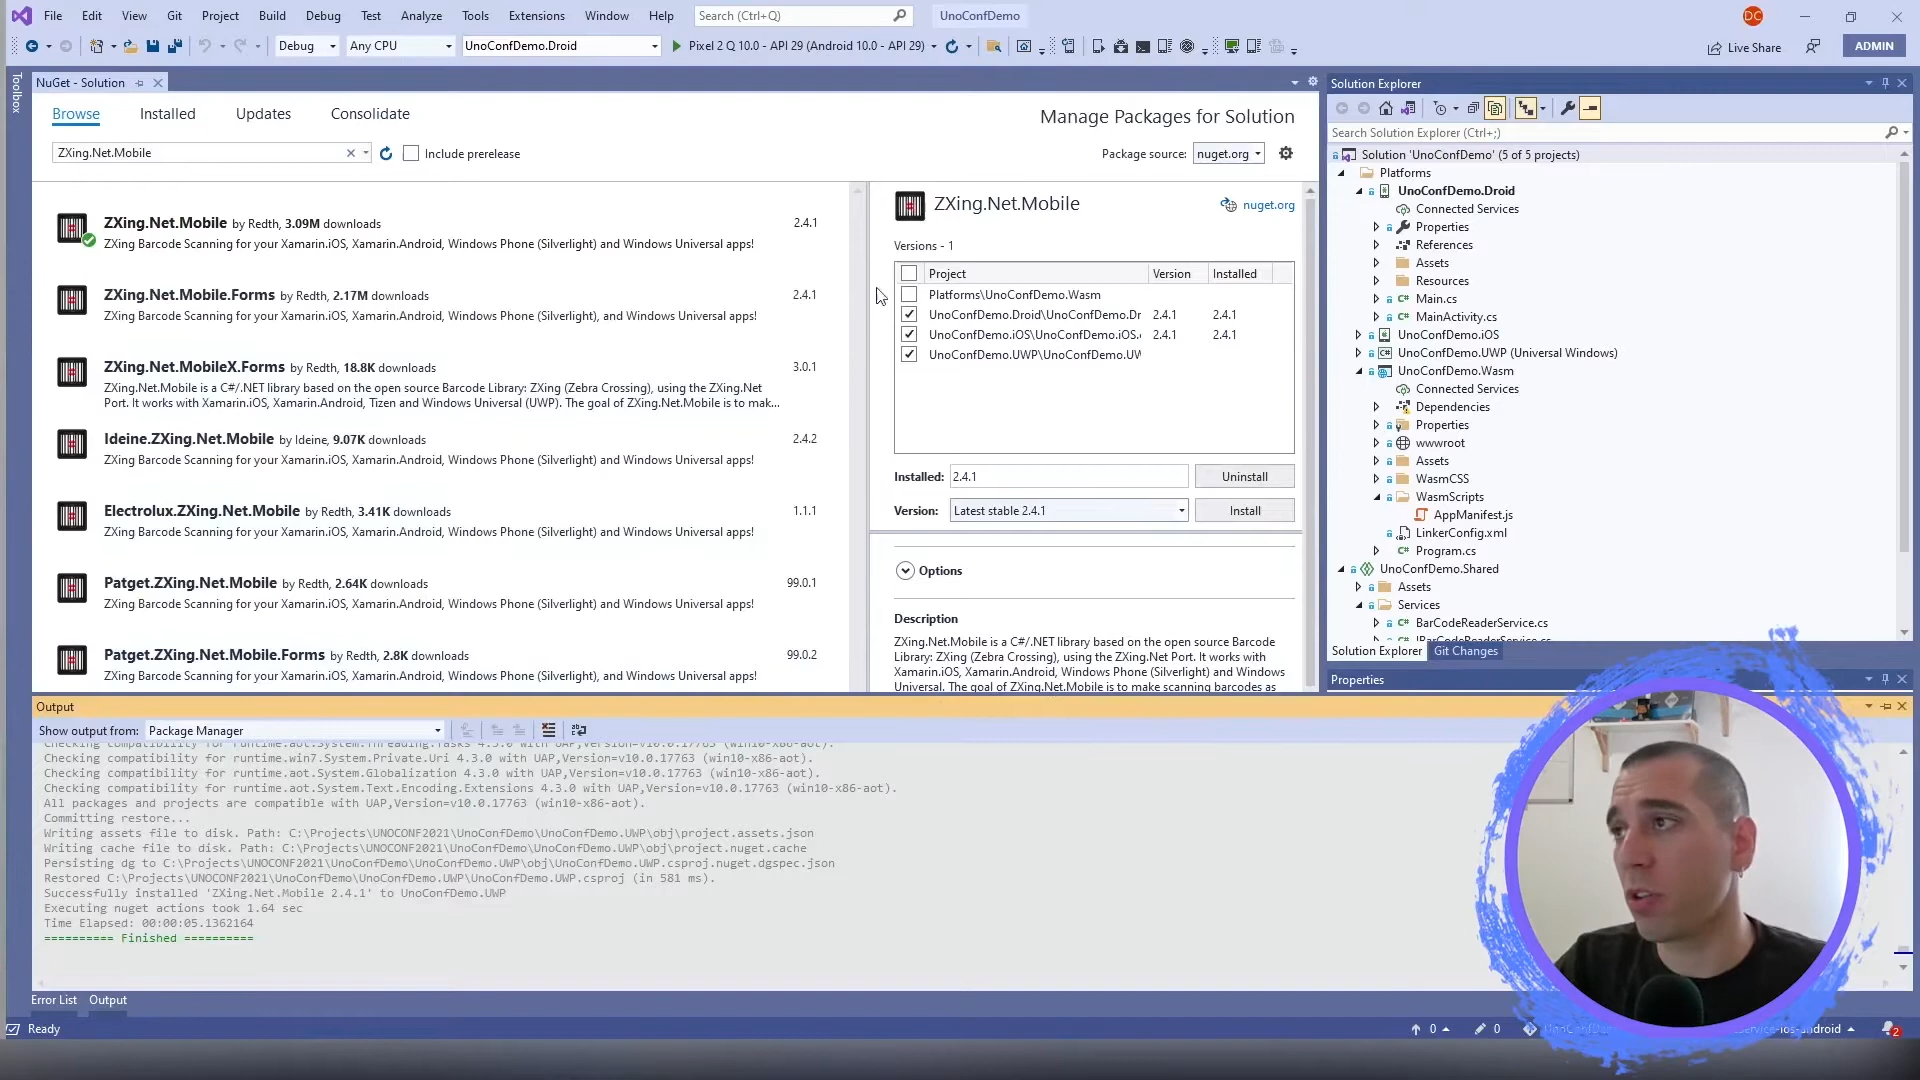 File Edit View Git Project Build Debug Test Analyze Tools Extensions Window Help Search (Ctrl+Q) UnoConfDemo DC
Debug Any CPU UnoConfDemo.Droid Pixel 2 Q 10.0 - API 29 (Android 10.0 - API 29) Live Share ADMIN
Toolbox
NuGet - Solution
Browse Installed Updates Consolidate
Manage Packages for Solution
ZXing.Net.Mobile
Include prerelease
Package source: nuget.org
ZXing.Net.Mobile by Redth, 3.09M downloads 2.4.1
ZXing Barcode Scanning for your Xamarin.iOS, Xamarin.Android, Windows Phone (Silverlight) and Windows Universal apps!
ZXing.Net.Mobile.Forms by Redth, 2.17M downloads 2.4.1
ZXing Barcode Scanning for your Xamarin.iOS, Xamarin.Android, Windows Phone (Silverlight), and Windows Universal apps!
ZXing.Net.MobileX.Forms by Redth, 18.8K downloads 3.0.1
ZXing.Net.Mobile is a C#/.NET library based on the open source Barcode Library: ZXing (Zebra Crossing), using the ZXing.Net
Port. It works with Xamarin.iOS, Xamarin.Android, Tizen and Windows Universal (UWP). The goal of ZXing.Net.Mobile is to mak...
Ideine.ZXing.Net.Mobile by Ideine, 9.07K downloads 2.4.2
ZXing Barcode Scanning for your Xamarin.iOS, Xamarin.Android, Windows Phone (Silverlight) and Windows Universal apps!
Electrolux.ZXing.Net.Mobile by Redth, 3.41K downloads 1.1.1
ZXing Barcode Scanning for your Xamarin.iOS, Xamarin.Android, Windows Phone (Silverlight) and Windows Universal apps!
Patget.ZXing.Net.Mobile by Redth, 2.64K downloads 99.0.1
ZXing Barcode Scanning for your Xamarin.iOS, Xamarin.Android, Windows Phone (Silverlight) and Windows Universal apps!
Patget.ZXing.Net.Mobile.Forms by Redth, 2.8K downloads 99.0.2
ZXing Barcode Scanning for your Xamarin.iOS, Xamarin.Android, Windows Phone (Silverlight), and Windows Universal apps!
ZXing.Net.Mobile nuget.org
Versions - 1
Project Version Installed
Platforms\UnoConfDemo.Wasm
UnoConfDemo.Droid\UnoConfDemo.Dr 2.4.1 2.4.1
UnoConfDemo.iOS\UnoConfDemo.iOS.c 2.4.1 2.4.1
UnoConfDemo.UWP\UnoConfDemo.UW
Installed: 2.4.1 Uninstall
Version: Latest stable 2.4.1 Install
Options
Description
ZXing.Net.Mobile is a C#/.NET library based on the open source Barcode
Library: ZXing (Zebra Crossing), using the ZXing.Net Port. It works with
Xamarin.iOS, Xamarin.Android, Windows Phone (Silverlight) and Windows
Universal. The goal of ZXing.Net.Mobile is to make scanning barcodes as
Solution Explorer
Search Solution Explorer (Ctrl+;)
Solution 'UnoConfDemo' (5 of 5 projects)
Platforms
UnoConfDemo.Droid
Connected Services
Properties
References
Assets
Resources
Main.cs
MainActivity.cs
UnoConfDemo.iOS
UnoConfDemo.UWP (Universal Windows)
UnoConfDemo.Wasm
Connected Services
Dependencies
Properties
wwwroot
Assets
WasmCSS
WasmScripts
AppManifest.js
LinkerConfig.xml
Program.cs
UnoConfDemo.Shared
Assets
Services
BarCodeReaderService.cs
IBarCodeReaderService.cs
Solution Explorer Git Changes
Properties
Output
Show output from: Package Manager
Checking compatibility for runtime.aot.System.Threading.Tasks 4.3.0 with UAP,Version=v10.0.17763 (win10-x86-aot).
Checking compatibility for runtime.win7.System.Private.Uri 4.3.0 with UAP,Version=v10.0.17763 (win10-x86-aot).
Checking compatibility for runtime.aot.System.Globalization 4.3.0 with UAP,Version=v10.0.17763 (win10-x86-aot).
Checking compatibility for runtime.aot.System.Text.Encoding.Extensions 4.3.0 with UAP,Version=v10.0.17763 (win10-x86-aot).
All packages and projects are compatible with UAP,Version=v10.0.17763 (win10-x86-aot).
Committing restore...
Writing assets file to disk. Path: C:\Projects\UNOCONF2021\UnoConfDemo\UnoConfDemo.UWP\obj\project.assets.json
Writing cache file to disk. Path: C:\Projects\UNOCONF2021\UnoConfDemo\UnoConfDemo.UWP\obj\project.nuget.cache
Persisting dg to C:\Projects\UNOCONF2021\UnoConfDemo\UnoConfDemo.UWP\obj\UnoConfDemo.UWP.csproj.nuget.dgspec.json
Restored C:\Projects\UNOCONF2021\UnoConfDemo\UnoConfDemo.UWP\UnoConfDemo.UWP.csproj (in 581 ms).
Successfully installed 'ZXing.Net.Mobile 2.4.1' to UnoConfDemo.UWP
Executing nuget actions took 1.64 sec
Time Elapsed: 00:00:05.1362164
========== Finished ==========
Error List Output
Ready 0 0 service-ios-android 2